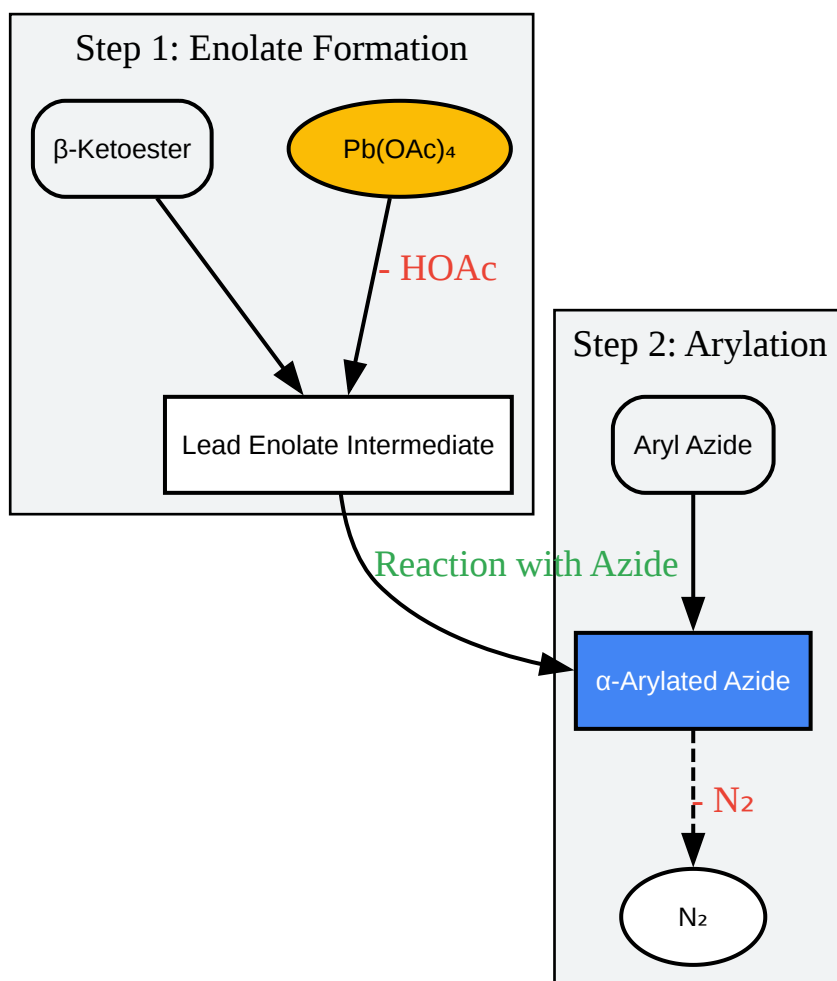 Step 1: Enolate Formation
β-Ketoester
Pb(OAc)₄
- HOAc
Lead Enolate Intermediate
Step 2: Arylation
Aryl Azide
Reaction with Azide
α-Arylated Azide
- N₂
N₂